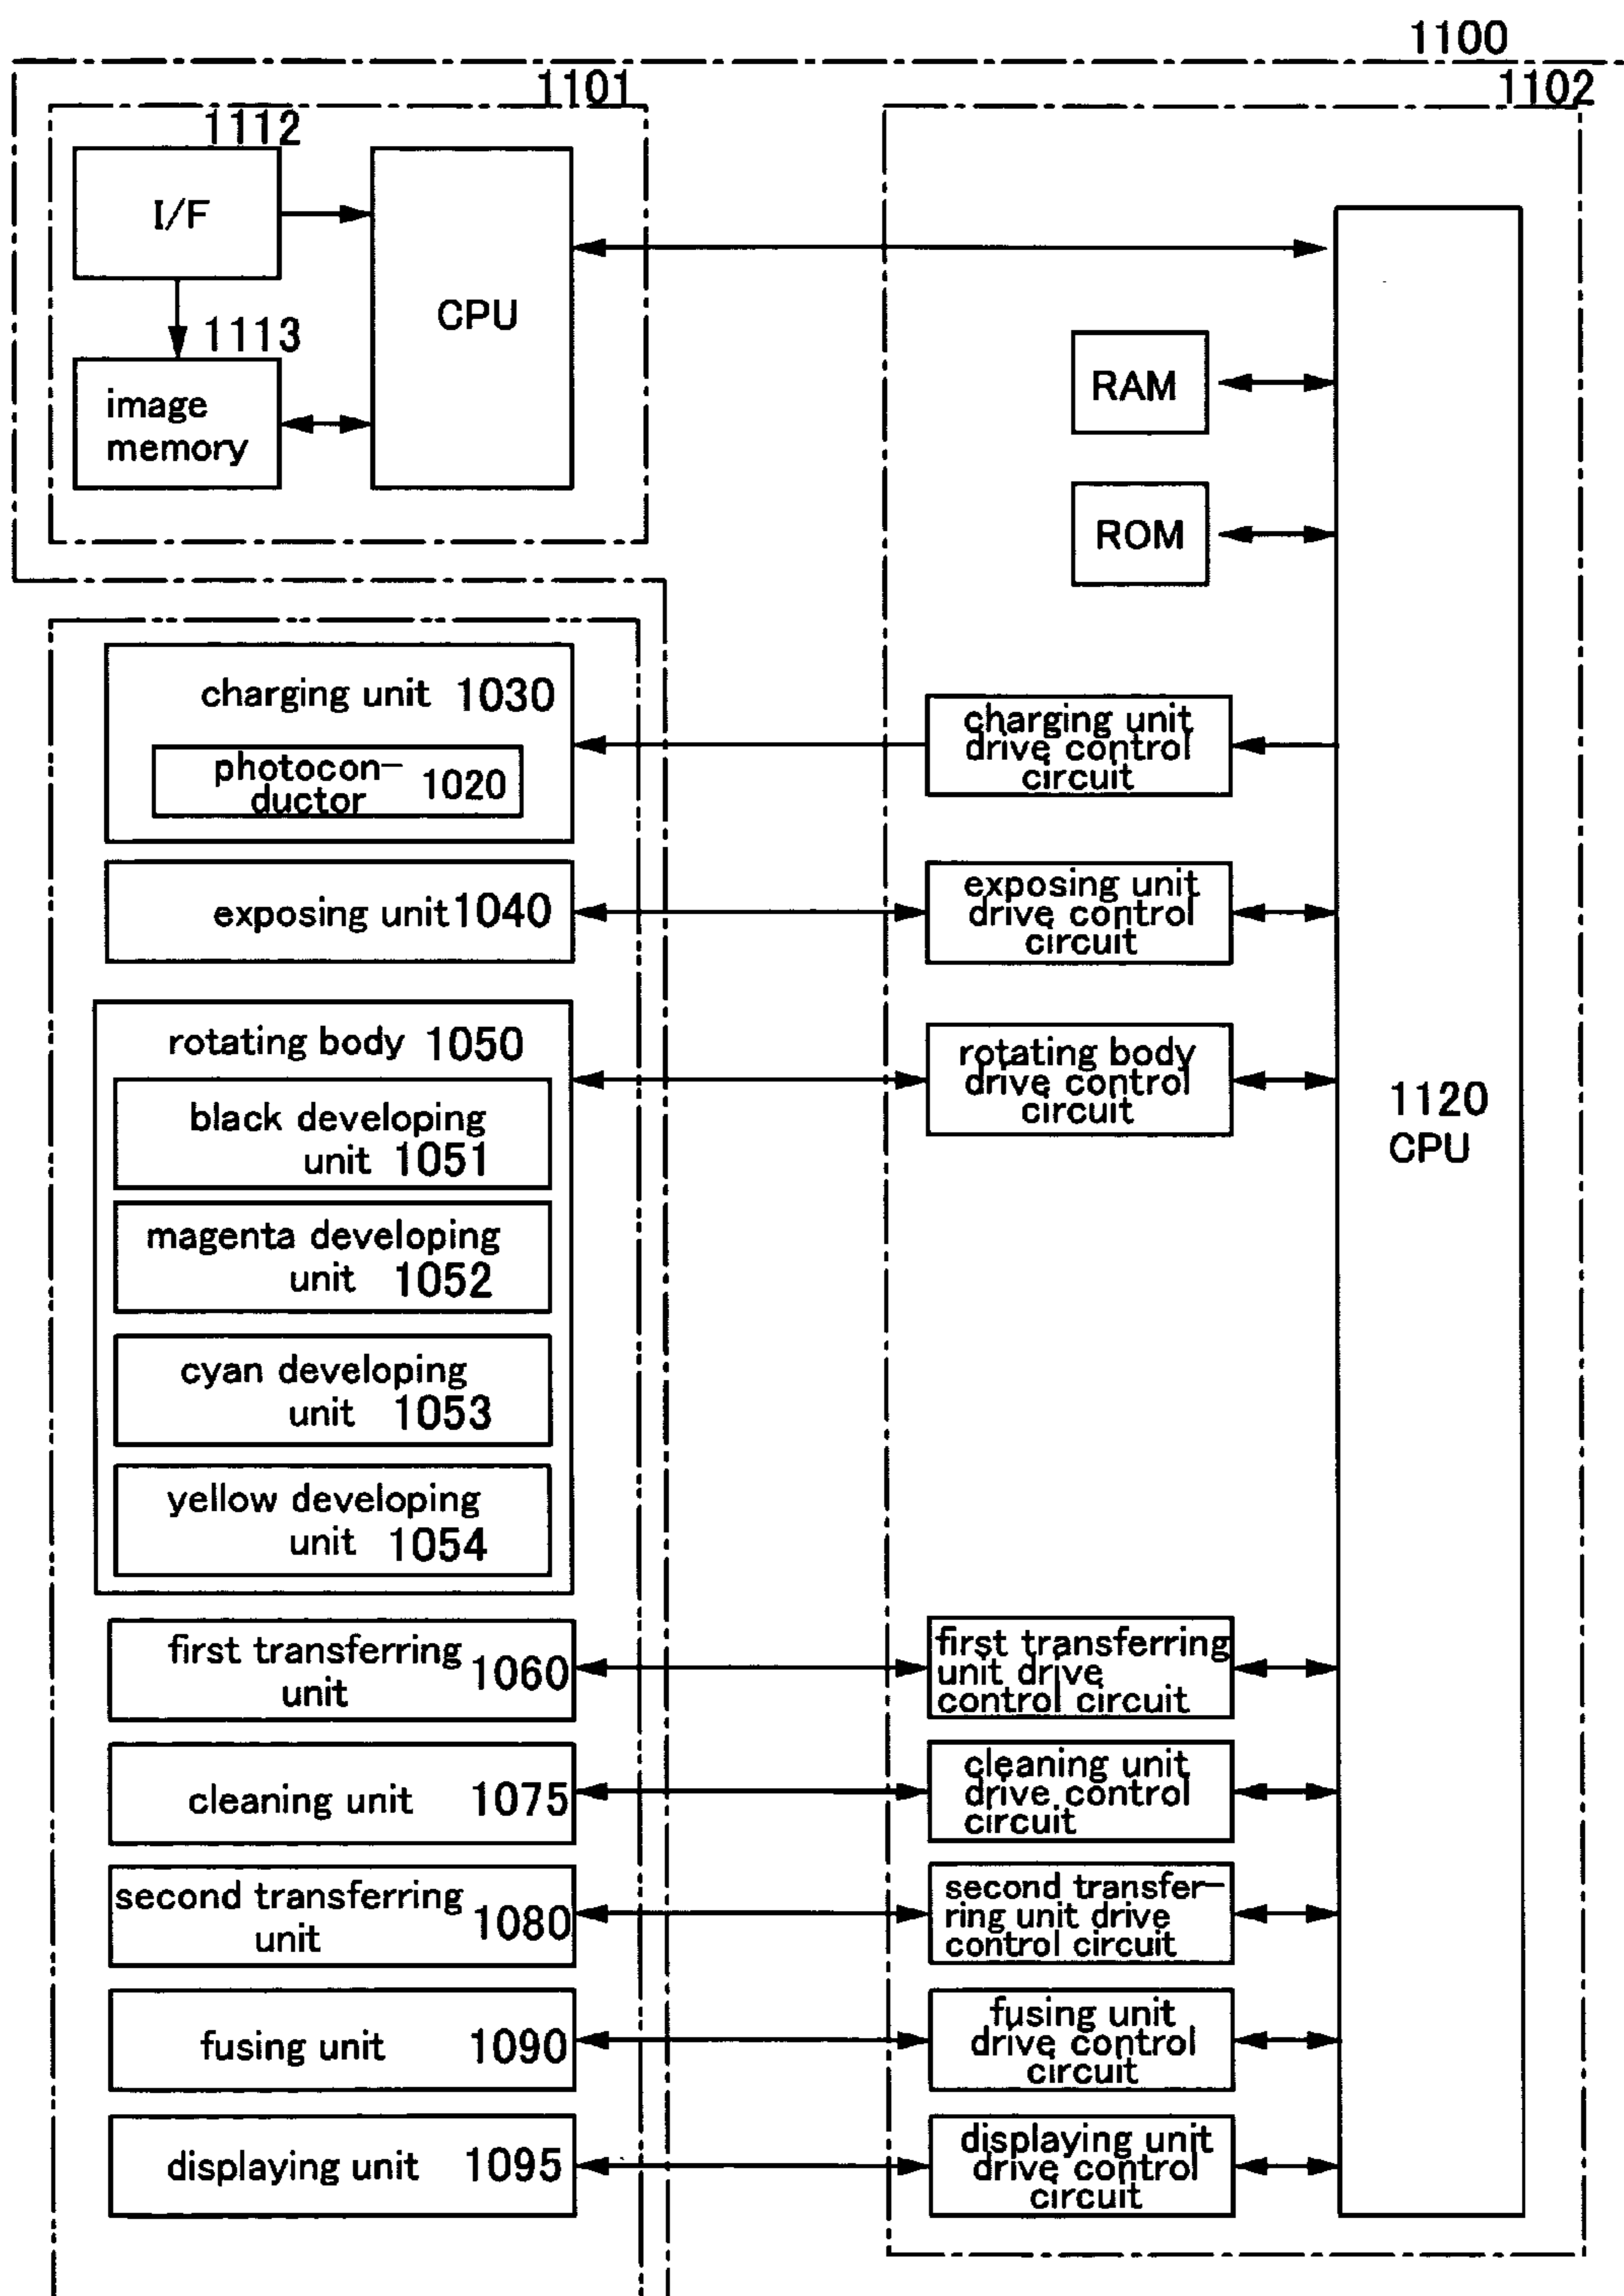 1100
1101
1102
1112
I/F
CPU
1113
image
memory
RAM
ROM
charging unit 1030
photocon-
ductor 1020
charging unit
drive control
circuit
exposing unit 1040
exposing unit
drive control
circuit
rotating body 1050
rotating body
drive control
circuit
1120
CPU
black developing
unit 1051
magenta developing
unit 1052
cyan developing
unit 1053
yellow developing
unit 1054
first transferring
unit 1060
first transferring
unit drive
control circuit
cleaning unit 1075
cleaning unit
drive control
circuit
second transferring
unit 1080
second transfer-
ring unit drive
control circuit
fusing unit 1090
fusing unit
drive control
circuit
displaying unit 1095
displaying unit
drive control
circuit